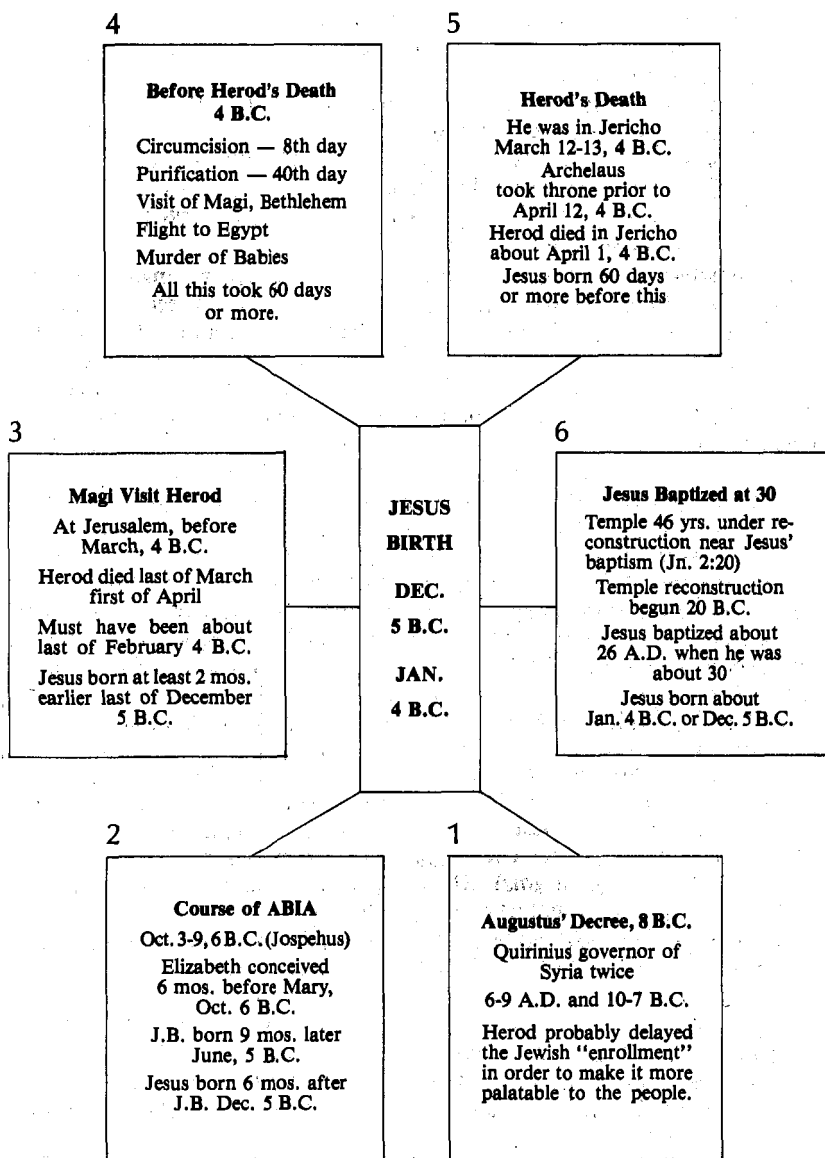 4
Before Herod's Death
4 B.C.
Circumcision — 8th day
Purification — 40th day
Visit of Magi, Bethlehem
Flight to Egypt
Murder of Babies
All this took 60 days
or more.
5
Herod's Death
He was in Jericho
March 12-13, 4 B.C.
Archelaus
took throne prior to
April 12, 4 B.C.
Herod died in Jericho
about April 1, 4 B.C.
Jesus born 60 days
or more before this
3
Magi Visit Herod
At Jerusalem, before
March, 4 B.C.
Herod died last of March
first of April
Must have been about
last of February 4 B.C.
Jesus born at least 2 mos.
earlier last of December
5 B.C.
JESUS
BIRTH
DEC.
5 B.C.
JAN.
4 B.C.
6
Jesus Baptized at 30
Temple 46 yrs. under re-
construction near Jesus'
baptism (Jn. 2:20)
Temple reconstruction
begun 20 B.C.
Jesus baptized about
26 A.D. when he was
about 30
Jesus born about
Jan. 4 B.C. or Dec. 5 B.C.
2
Course of ABIA
Oct. 3-9, 6 B.C. (Jospehus)
Elizabeth conceived
6 mos. before Mary,
Oct. 6 B.C.
J.B. born 9 mos. later
June, 5 B.C.
Jesus born 6 mos. after
J.B. Dec. 5 B.C.
1
Augustus' Decree, 8 B.C.
Quirinius governor of
Syria twice
6-9 A.D. and 10-7 B.C.
Herod probably delayed
the Jewish "enrollment"
in order to make it more
palatable to the people.